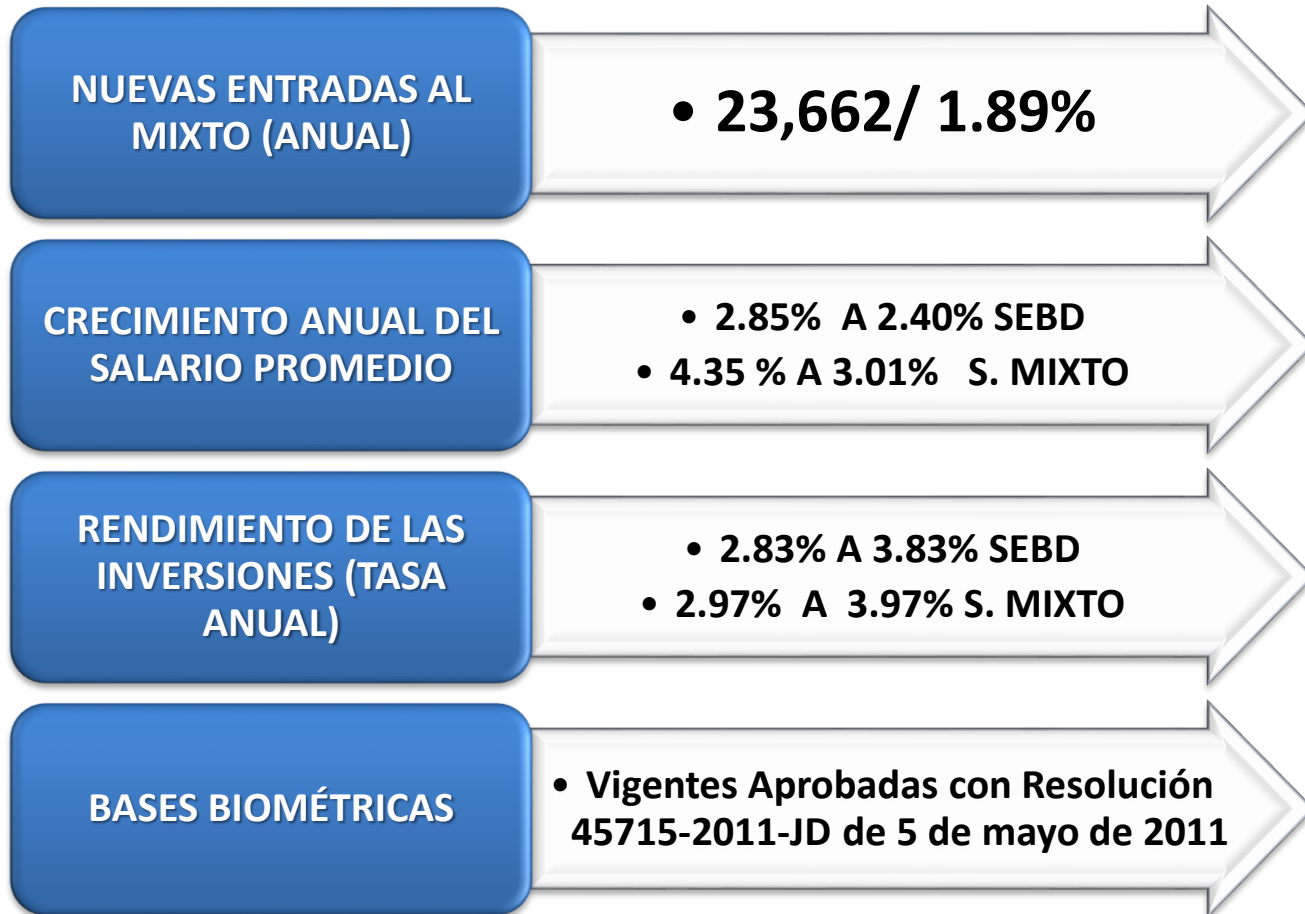 NUEVAS ENTRADAS AL
MIXTO (ANUAL)
• 23,662/ 1.89%
CRECIMIENTO ANUAL DEL
SALARIO PROMEDIO
• 2.85% A 2.40% SEBD
• 4.35 % A 3.01% S. MIXTO
RENDIMIENTO DE LAS
INVERSIONES (TASA
ANUAL)
• 2.83% A 3.83% SEBD
• 2.97% A 3.97% S. MIXTO
BASES BIOMÉTRICAS
• Vigentes Aprobadas con Resolución
45715-2011-JD de 5 de mayo de 2011